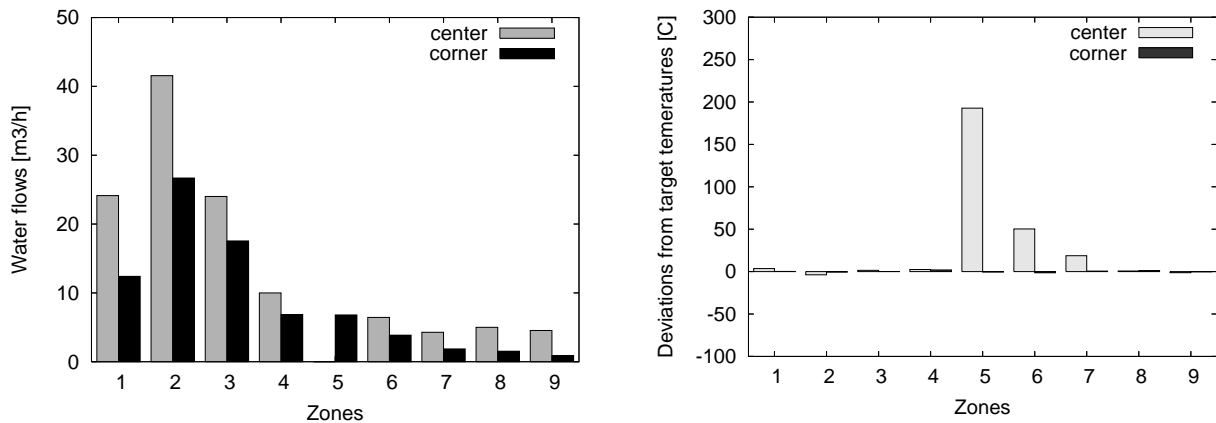 Water flows [m3/h]
50
40
30
20
10
0
center
corner
1 2 3 4 5 6 7 8 9
Zones
Deviations from target temeratures [C]
300
250
200
150
100
50
0
-50
-100
center
corner
1 2 3 4 5 6 7 8 9
Zones